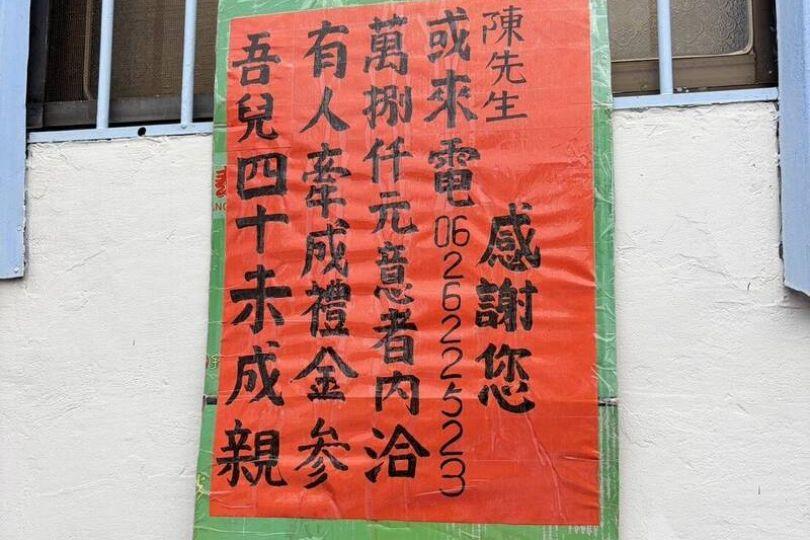 吾兒四十未成親
有人牽成禮金参
萬捌仟元意者內洽
或來電062622523
陳先生
感謝您